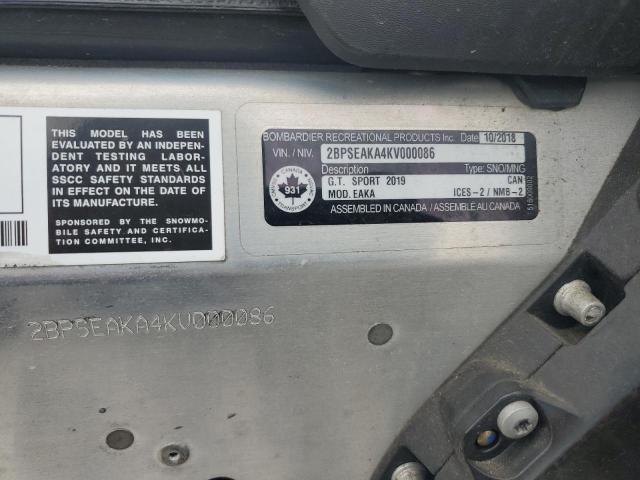 THIS MODEL HAS BEEN
EVALUATED BY AN INDEPEN-
DENT TESTING LABOR-
ATORY AND IT MEETS ALL
SSCC SAFETY STANDARDS
IN EFFECT ON THE DATE OF
ITS MANUFACTURE.
SPONSORED BY THE SNOWMO-
BILE SAFETY AND CERTIFICA-
TION COMMITTEE, INC.
BOMBARDIER RECREATIONAL PRODUCTS Inc. Date 10/2018
VIN. / NIV. 2BPSEAKA4KV000086
Description Type: SNO/MNG
G.T. SPORT 2019 CAN
MOD. EAKA ICES-2 / NMB-2
ASSEMBLED IN CANADA / ASSEMBLE AU CANADA
CANADA
931
TRANSPORT
2BPSEAKA4KV000086